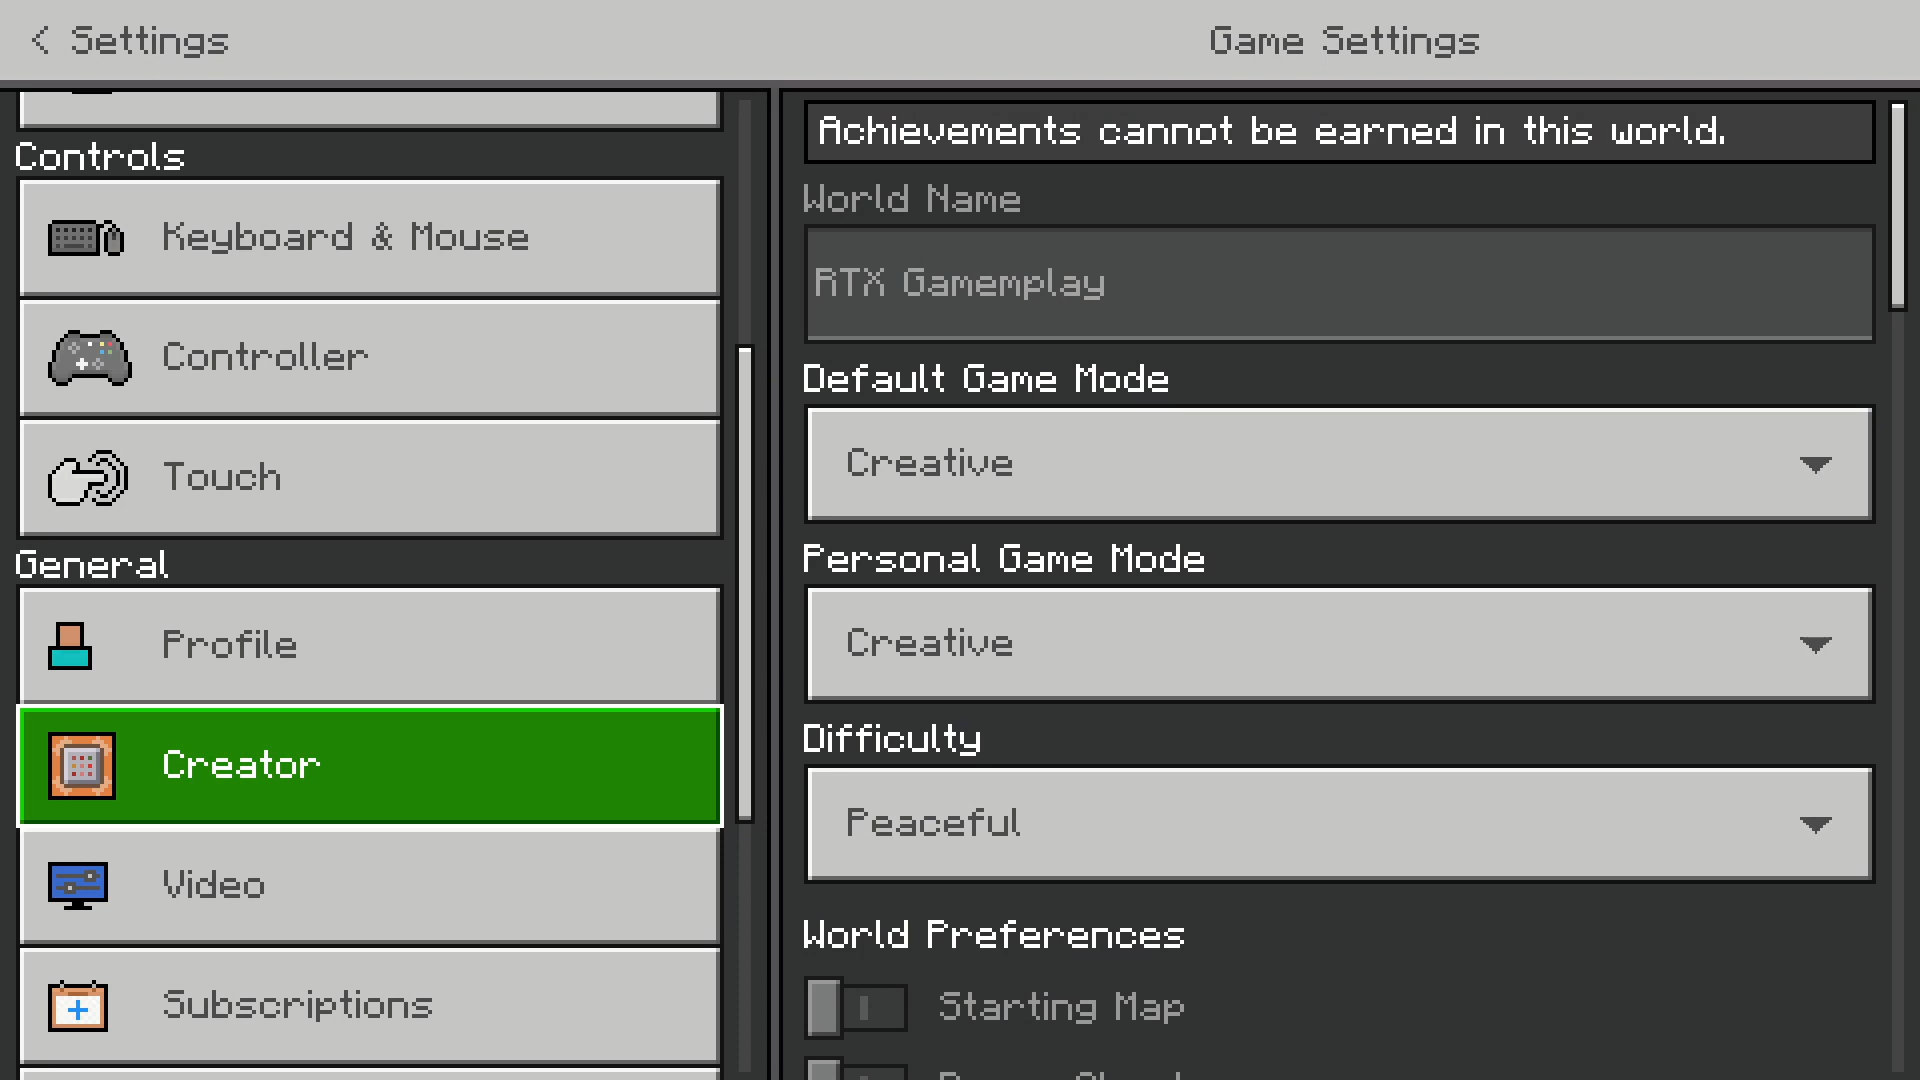 Settings
Game Settings
Controls
Keyboard & Mouse
Controller
Touch
General
Profile
Creator
Video
Subscriptions
Achievements cannot be earned in this world.
World Name
RTX Gamemplay
Default Game Mode
Creative
Personal Game Mode
Creative
Difficulty
Peaceful
World Preferences
Starting Map